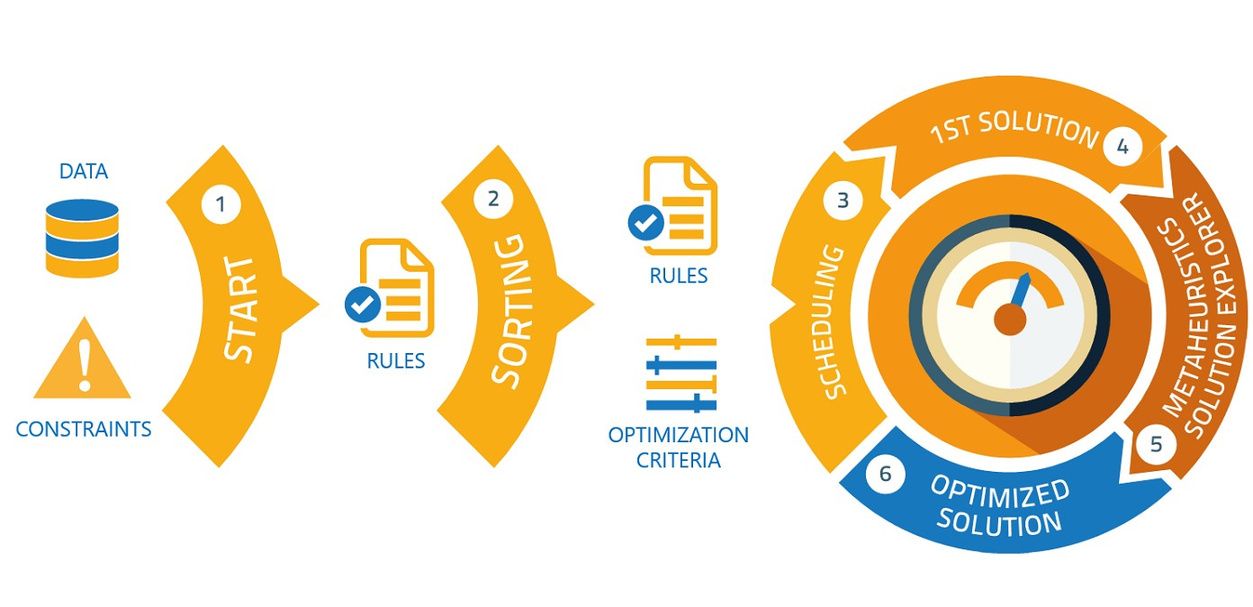 DATA
CONSTRAINTS
1
START
RULES
2
SORTING
RULES
OPTIMIZATION
CRITERIA
3
SCHEDULING
1ST SOLUTION
4
METAHEURISTICS
SOLUTION EXPLORER
5
6
OPTIMIZED
SOLUTION